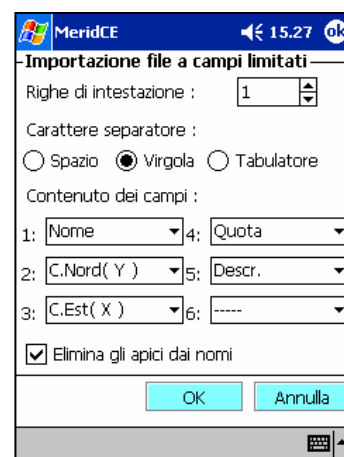 MeridCE 15.27 ok
Importazione file a campi limitati
Righe di intestazione : 1
Carattere separatore :
Spazio Virgola Tabulatore
Contenuto dei campi :
1: Nome 4: Quota
2: C.Nord( Y ) 5: Descr.
3: C.Est( X ) 6: -----
Elimina gli apici dai nomi
OK Annulla